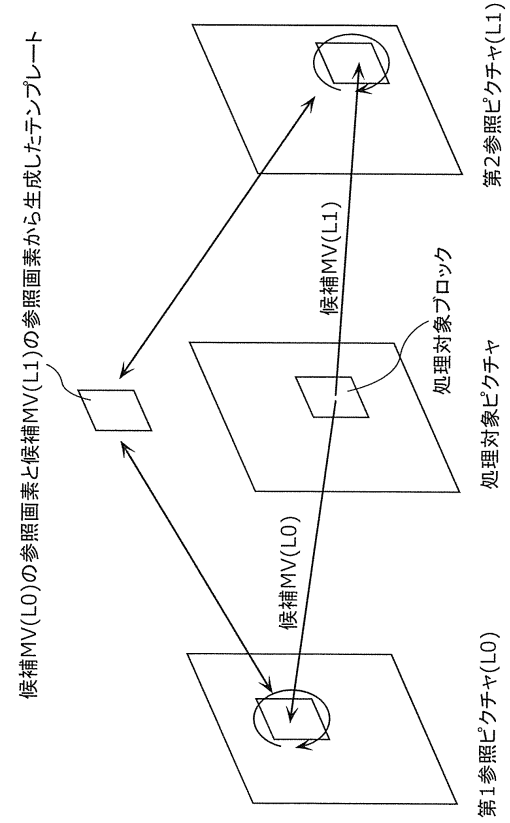 候補MV(L0)の参照画素と候補MV(L1)の参照画素から生成したテンプレート
候補MV(L0)
候補MV(L1)
処理対象ブロック
第1参照ピクチャ(L0)
処理対象ピクチャ
第2参照ピクチャ(L1)